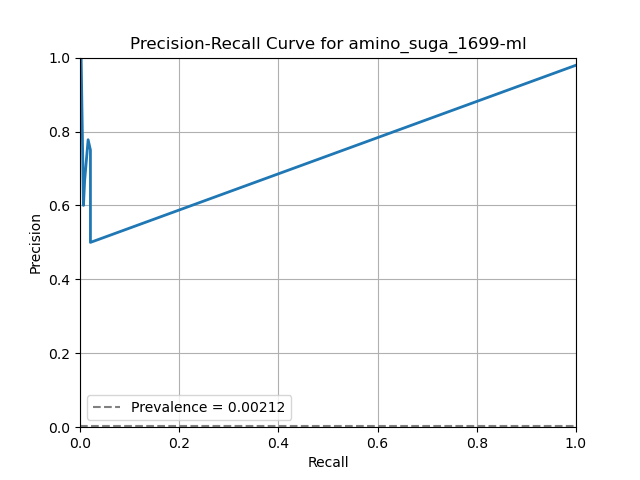 Precision-Recall Curve for amino_suga_1699-ml
1.0
0.8
0.6
0.4
0.2
0.0
Precision
Prevalence = 0.00212
0.0 0.2 0.4 0.6 0.8 1.0
Recall